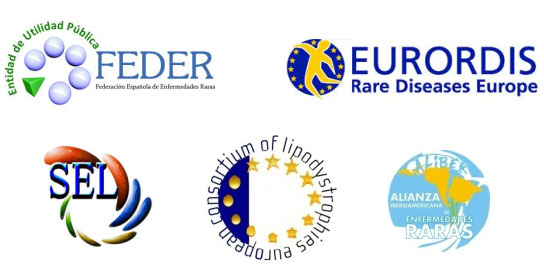 Entidad de Utilidad Pública
FEDER
Federación Española de Enfermedades Raras
EURORDIS
Rare Diseases Europe
SEL
european consortium of lipodystrophies
ALIBER
ALIANZA
IBEROAMERICANA
DE
ENFERMEDADES
RARAS